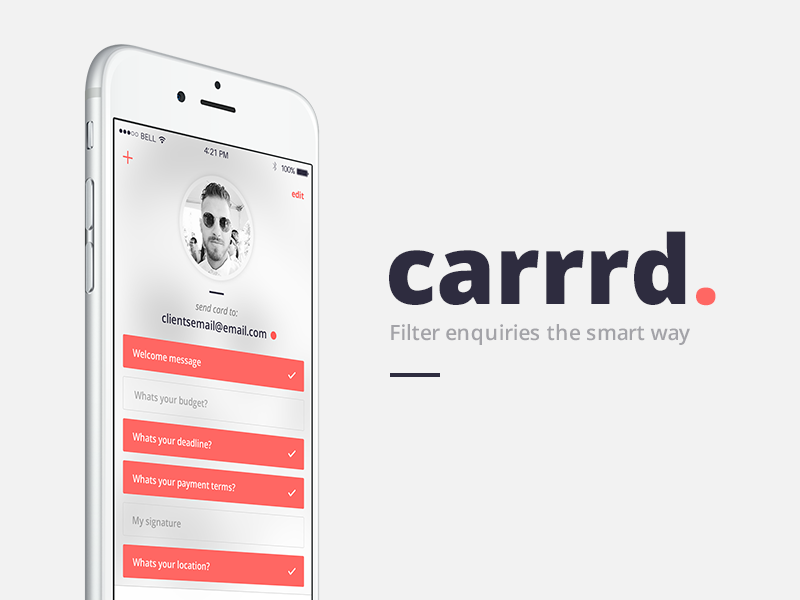 BELL
4:21 PM
100%
edit
send card to:
clientsemail@email.com
Welcome message
Whats your budget?
Whats your deadline?
Whats your payment terms?
My signature
Whats your location?
carrrd.
Filter enquiries the smart way